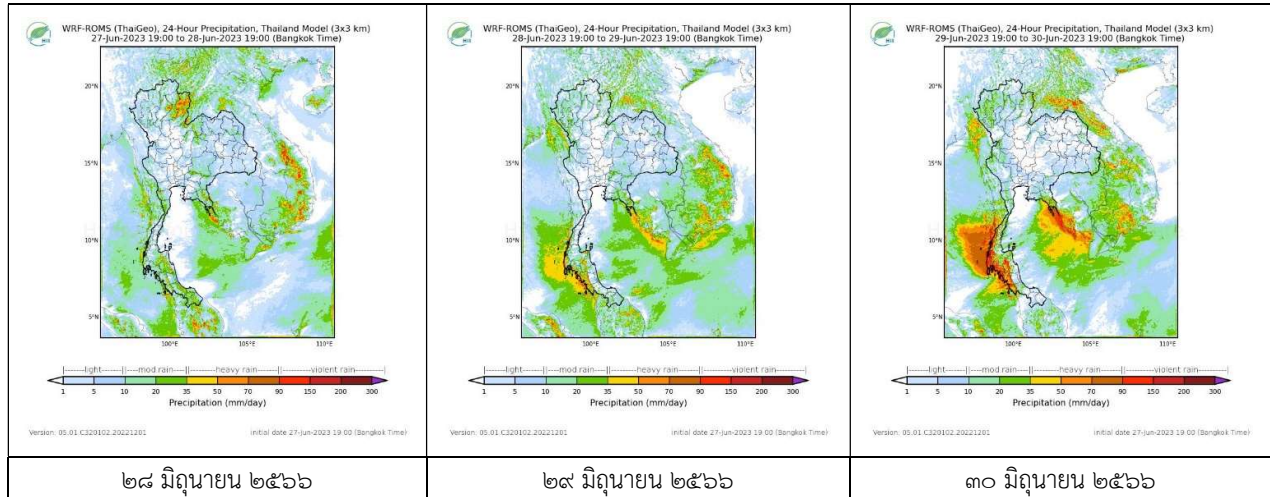 WRF-ROMS (ThaiGeo), 24-Hour Precipitation, Thailand Model (3x3 km)
27-Jun-2023 19:00 to 28-Jun-2023 19:00 (Bangkok Time)
20°N
15°N
10°N
5°N
100°E 105°E 110°E
|--------light--------||----mod.rain----||------heavy rain------||------violent rain------|
1 5 10 20 35 50 70 90 150 200 300
Precipitation (mm/day)
Version: 05.01.C320102.20221201 initial date 27-Jun-2023 19:00 (Bangkok Time)
๒๘ มิถุนายน ๒๕๖๖
WRF-ROMS (ThaiGeo), 24-Hour Precipitation, Thailand Model (3x3 km)
28-Jun-2023 19:00 to 29-Jun-2023 19:00 (Bangkok Time)
20°N
15°N
10°N
5°N
100°E 105°E 110°E
|--------light--------||----mod.rain----||------heavy rain------||------violent rain------|
1 5 10 20 35 50 70 90 150 200 300
Precipitation (mm/day)
Version: 05.01.C320102.20221201 initial date 27-Jun-2023 19:00 (Bangkok Time)
๒๙ มิถุนายน ๒๕๖๖
WRF-ROMS (ThaiGeo), 24-Hour Precipitation, Thailand Model (3x3 km)
29-Jun-2023 19:00 to 30-Jun-2023 19:00 (Bangkok Time)
20°N
15°N
10°N
5°N
100°E 105°E 110°E
|--------light--------||----mod.rain----||------heavy rain------||------violent rain------|
1 5 10 20 35 50 70 90 150 200 300
Precipitation (mm/day)
Version: 05.01.C320102.20221201 initial date 27-Jun-2023 19:00 (Bangkok Time)
๓๐ มิถุนายน ๒๕๖๖